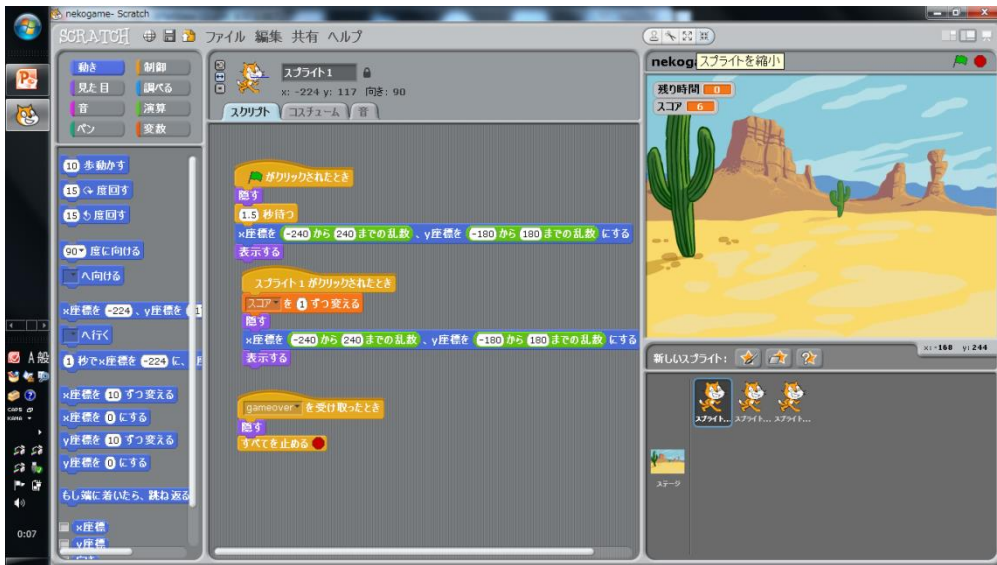 nekogame- Scratch
SCRATCH ファイル 編集 共有 ヘルプ
動き 制御
見た目 調べる
音 演算
ペン 変数
10 歩動かす
15 度回す
15 度回す
90 度に向ける
へ向ける
x座標を -224 、y座標を
へ行く
1 秒でx座標を -224 に、
x座標を 10 ずつ変える
x座標を 0 にする
y座標を 10 ずつ変える
y座標を 0 にする
もし端に着いたら、跳ね返る
x座標
y座標
スプライト1
x: -224 y: 117 向き: 90
スクリプト コスチューム 音
がクリックされたとき
隠す
1.5 秒待つ
x座標を -240 から 240 までの乱数 、y座標を -180 から 180 までの乱数 にする
表示する
スプライト 1 がクリックされたとき
スコア を 1 ずつ変える
隠す
x座標を -240 から 240 までの乱数 、y座標を -180 から 180 までの乱数 にする
表示する
gameover を受け取ったとき
隠す
すべてを止める
スプライトを縮小
nekog
残り時間 0
スコア 6
x:-168 y:244
新しいスプライト:
スプライト... スプライト... スプライト...
ステージ
A 般
CAPS
KANA
0:07